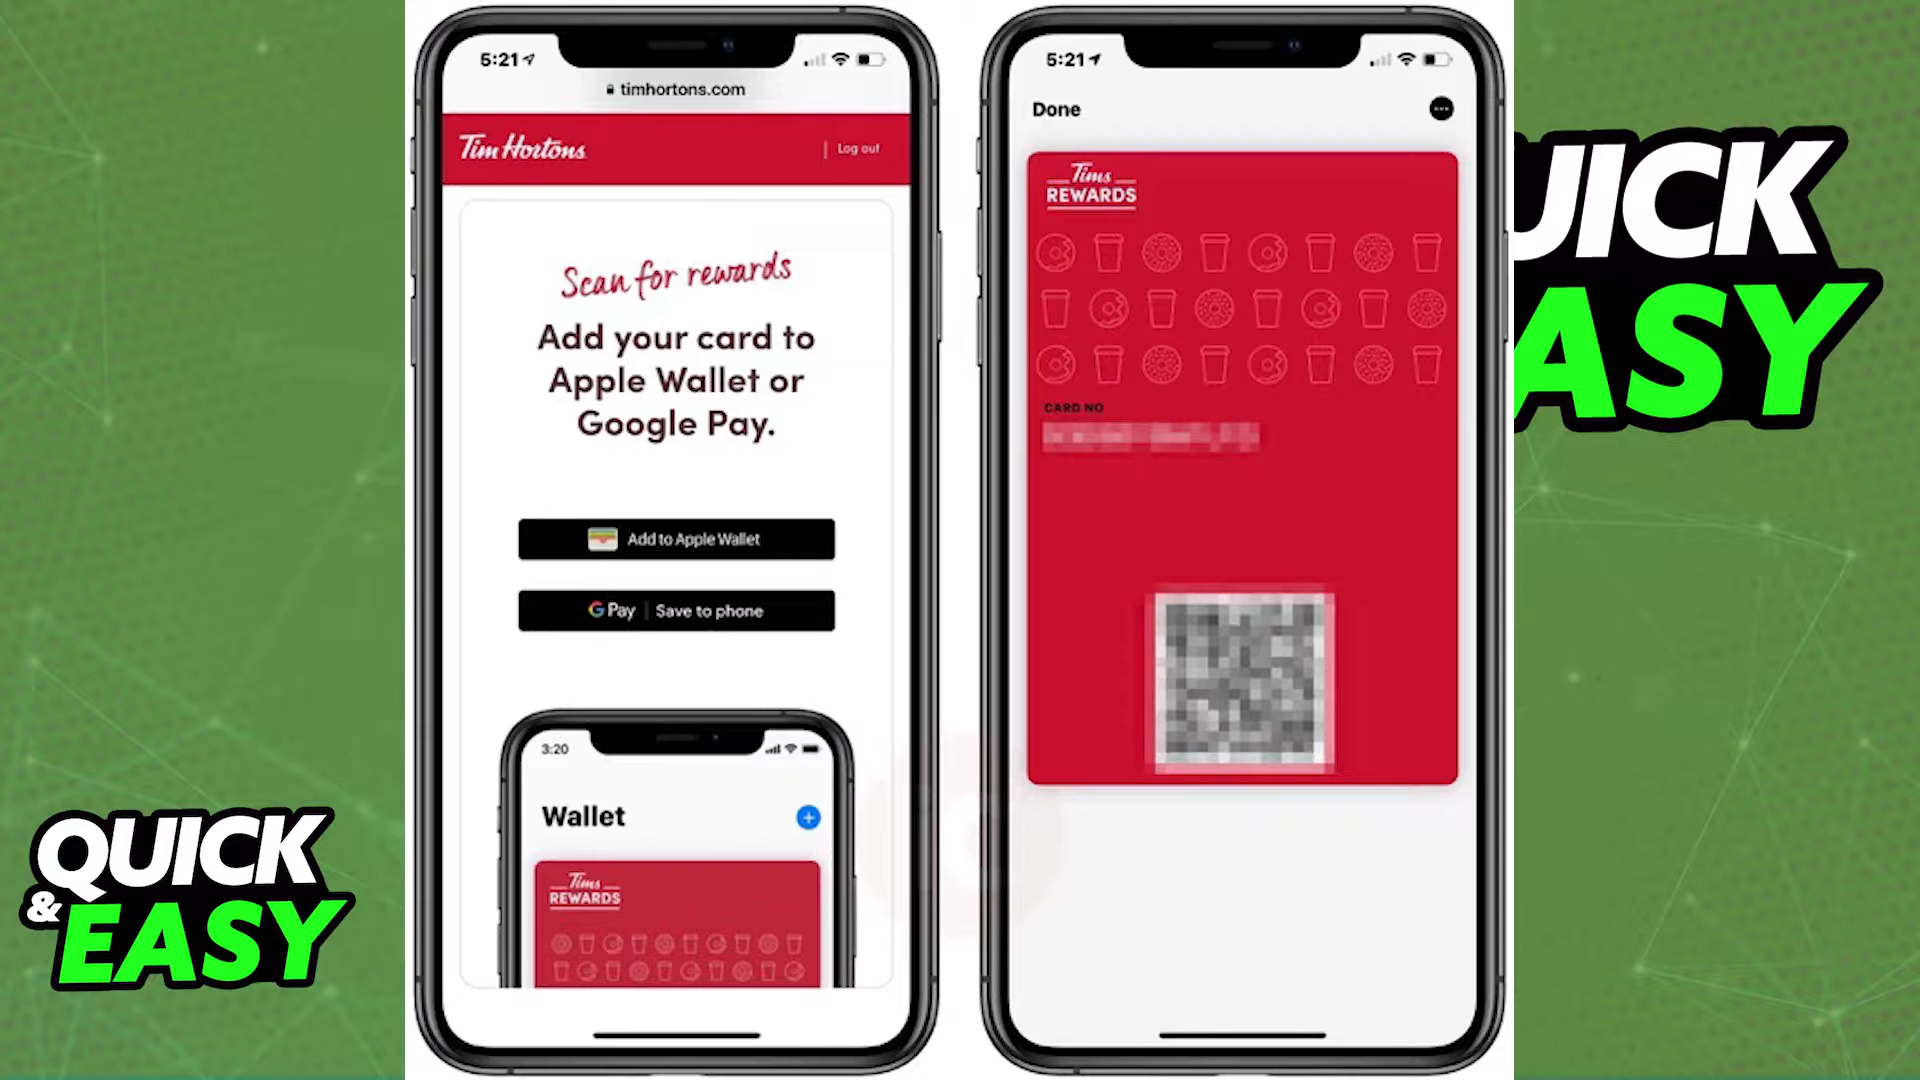 5:21
timhortons.com
Tim Hortons
Log out
Scan for rewards
Add your card to
Apple Wallet or
Google Pay.
Add to Apple Wallet
G Pay | Save to phone
3:20
Wallet
Tims
REWARDS
5:21
Done
Tims
REWARDS
CARD NO
UICK
ASY
QUICK
& EASY